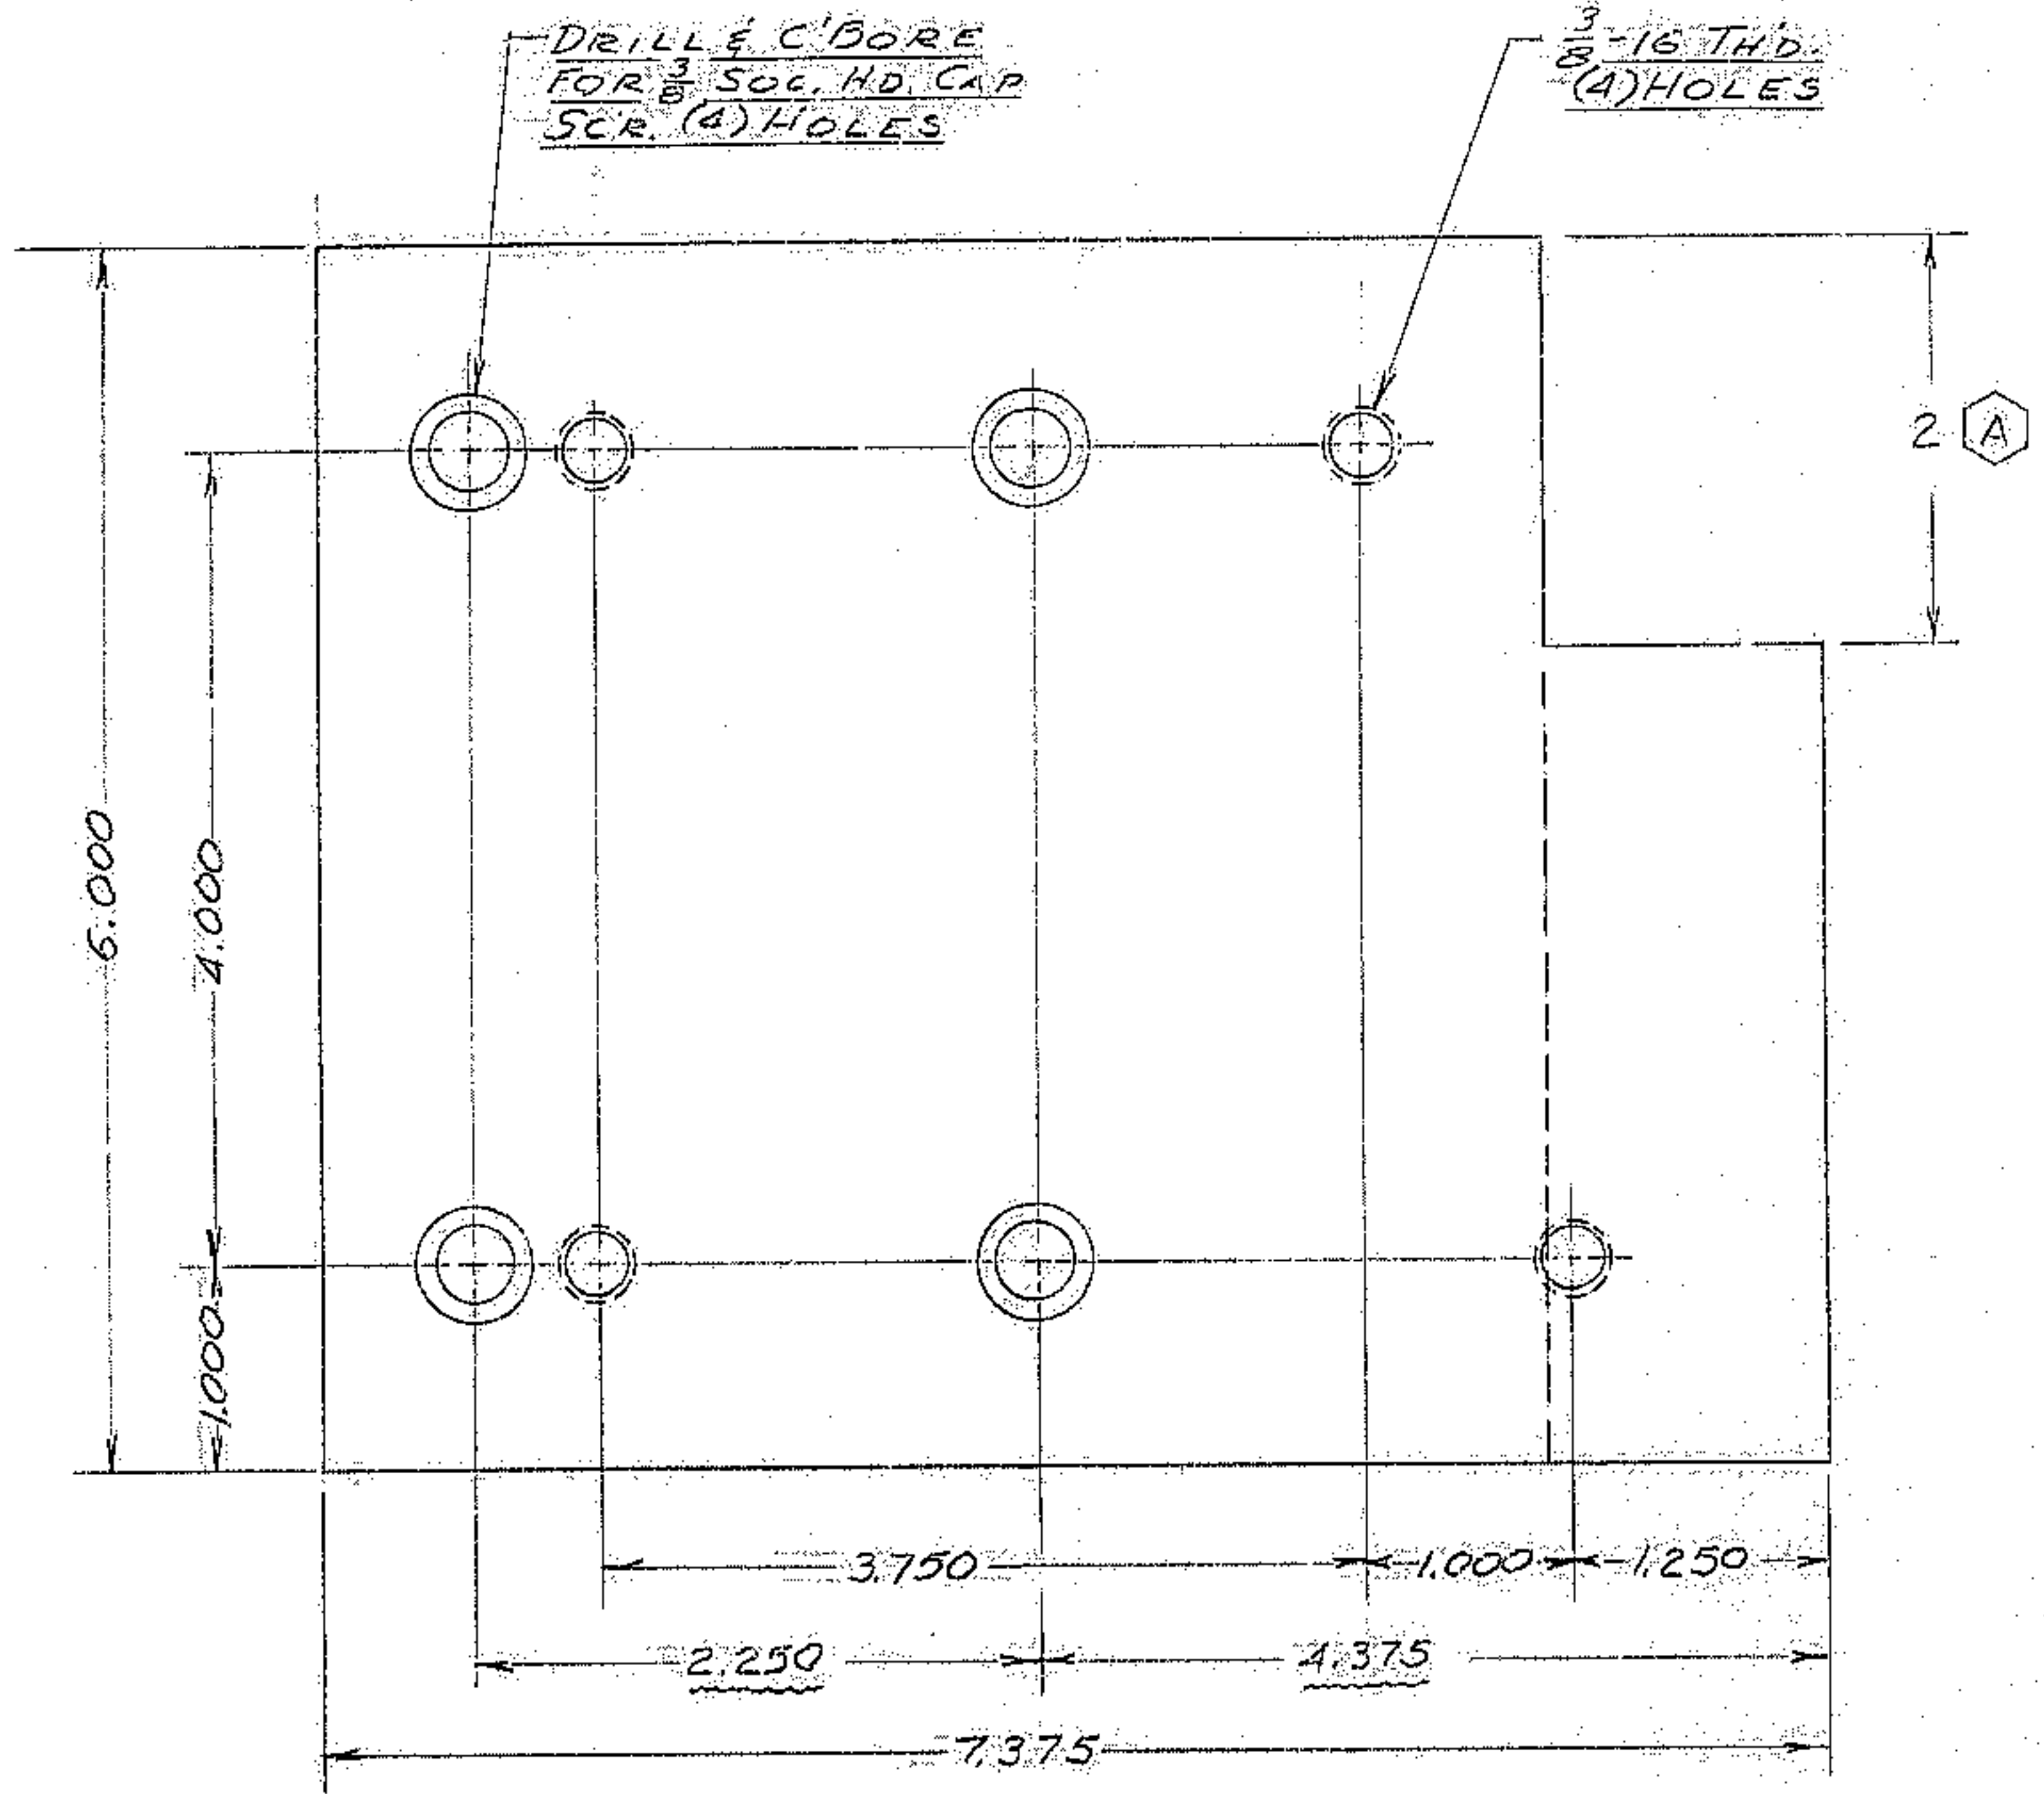 DRILL & C'BORE
FOR 3/8 SOC. HD. CAP
SCR. (4) HOLES
3/8-16 TH'D.
(4) HOLES
2 A
6.000
4.000
1.000
3.750 1.000 1.250
2.250 4.375
7.375